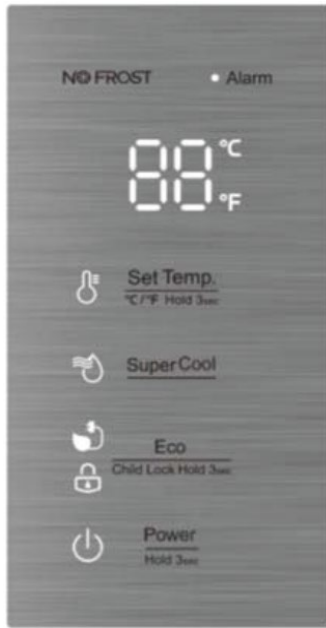 NO FROST
Alarm
88 °C
°F
Set Temp.
°C/°F Hold 3sec
SuperCool
Eco
Child Lock Hold 3sec
Power
Hold 3sec